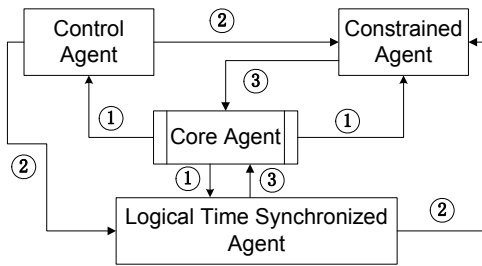 Control
Agent
②
Constrained
Agent
③
①
Core Agent
①
②
①
③
Logical Time Synchronized
Agent
②